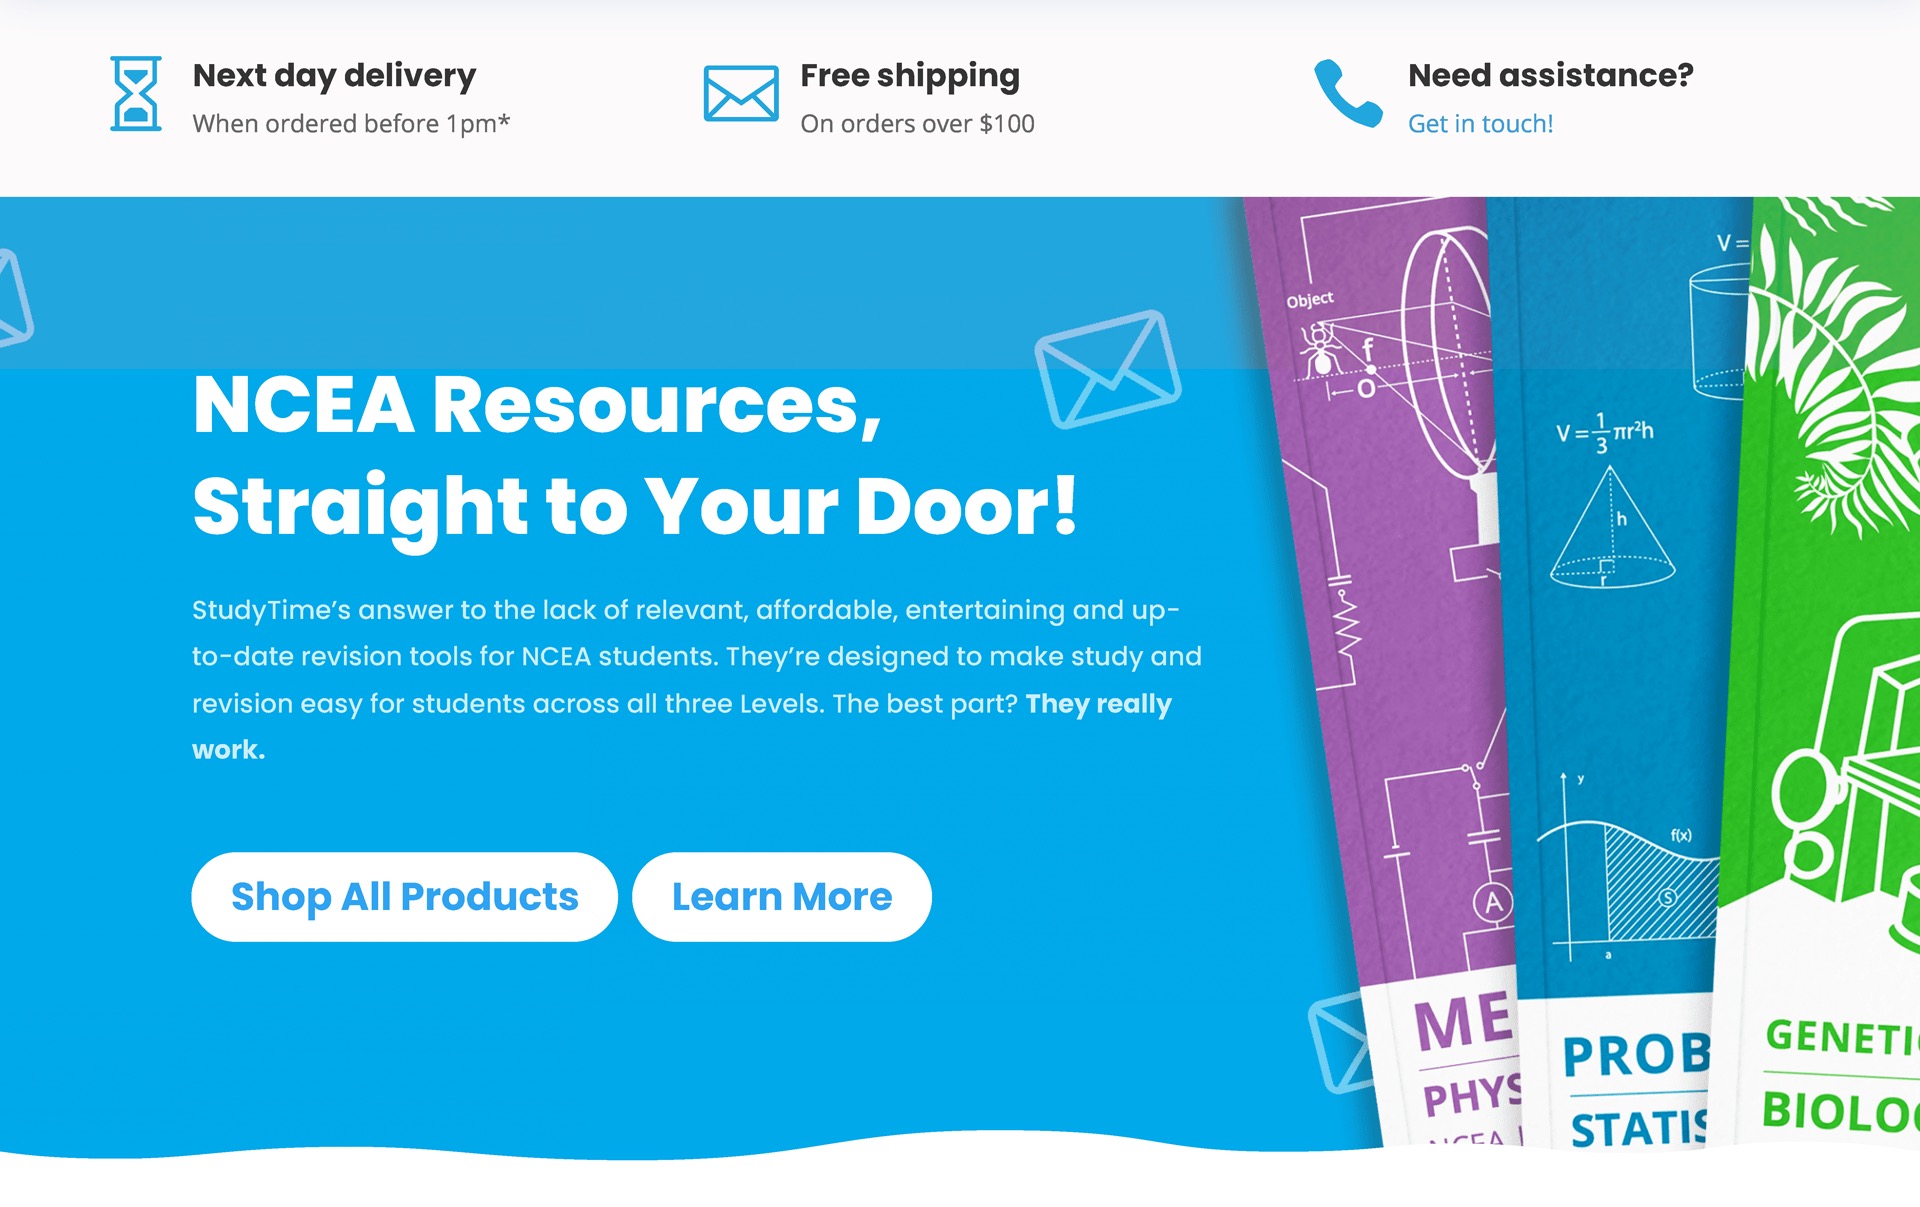 Next day delivery
When ordered before 1pm*
Free shipping
On orders over $100
Need assistance?
Get in touch!
NCEA Resources,
Straight to Your Door!
StudyTime’s answer to the lack of relevant, affordable, entertaining and up-
to-date revision tools for NCEA students. They’re designed to make study and
revision easy for students across all three Levels. The best part? They really
work.
Shop All Products
Learn More
Object
f
O
A
V =
V = 1/3 πr²h
h
r
y
f(x)
S
a
ME
PHYS
NCEA
PROB
STATIS
GENETI
BIOLO